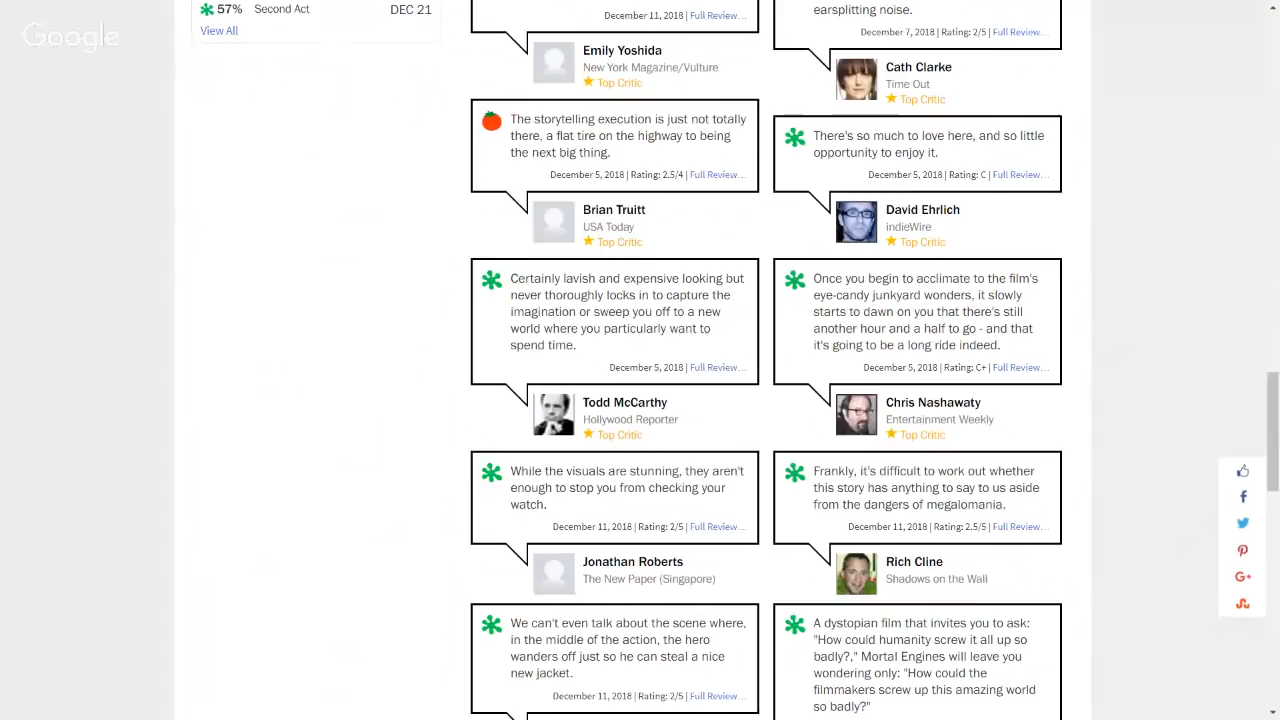 Google
57% Second Act DEC 21
View All
December 11, 2018 | Full Review…
Emily Yoshida
New York Magazine/Vulture
Top Critic
The storytelling execution is just not totally
there, a flat tire on the highway to being
the next big thing.
December 5, 2018 | Rating: 2.5/4 | Full Review…
Brian Truitt
USA Today
Top Critic
Certainly lavish and expensive looking but
never thoroughly locks in to capture the
imagination or sweep you off to a new
world where you particularly want to
spend time.
December 5, 2018 | Full Review…
Todd McCarthy
Hollywood Reporter
Top Critic
While the visuals are stunning, they aren't
enough to stop you from checking your
watch.
December 11, 2018 | Rating: 2/5 | Full Review…
Jonathan Roberts
The New Paper (Singapore)
We can't even talk about the scene where,
in the middle of the action, the hero
wanders off just so he can steal a nice
new jacket.
December 11, 2018 | Rating: 2/5 | Full Review…
earsplitting noise.
December 7, 2018 | Rating: 2/5 | Full Review…
Cath Clarke
Time Out
Top Critic
There's so much to love here, and so little
opportunity to enjoy it.
December 5, 2018 | Rating: C | Full Review…
David Ehrlich
indieWire
Top Critic
Once you begin to acclimate to the film's
eye-candy junkyard wonders, it slowly
starts to dawn on you that there's still
another hour and a half to go - and that
it's going to be a long ride indeed.
December 5, 2018 | Rating: C+ | Full Review…
Chris Nashawaty
Entertainment Weekly
Top Critic
Frankly, it's difficult to work out whether
this story has anything to say to us aside
from the dangers of megalomania.
December 11, 2018 | Rating: 2.5/5 | Full Review…
Rich Cline
Shadows on the Wall
A dystopian film that invites you to ask:
"How could humanity screw it all up so
badly?," Mortal Engines will leave you
wondering only: "How could the
filmmakers screw up this amazing world
so badly?"
G+